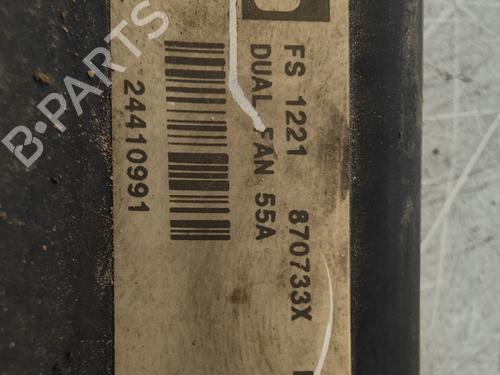 FS 1221 870733X
DUAL FAN 55A
24410991
B-PARTS